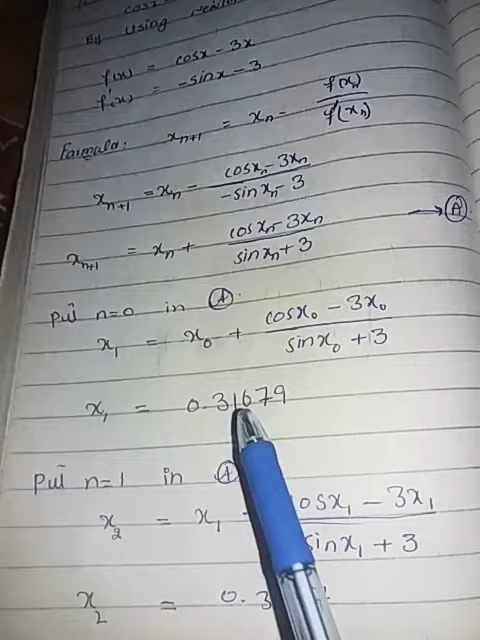 cosx
By using
f(x) = cosx - 3x
f'(x) = -sinx - 3
Formula: xₙ₊₁ = xₙ - f(xₙ) / f'(xₙ)
xₙ₊₁ = xₙ - cosxₙ - 3xₙ / -sinxₙ - 3
xₙ₊₁ = xₙ + cosxₙ - 3xₙ / sinxₙ + 3 → Ⓐ
Put n=0 in Ⓐ:
x₁ = x₀ + cosx₀ - 3x₀ / sinx₀ + 3
x₁ = 0.31679
Put n=1 in Ⓐ
x₂ = x₁ cosx₁ - 3x₁ / sinx₁ + 3
x₂ = 0.3